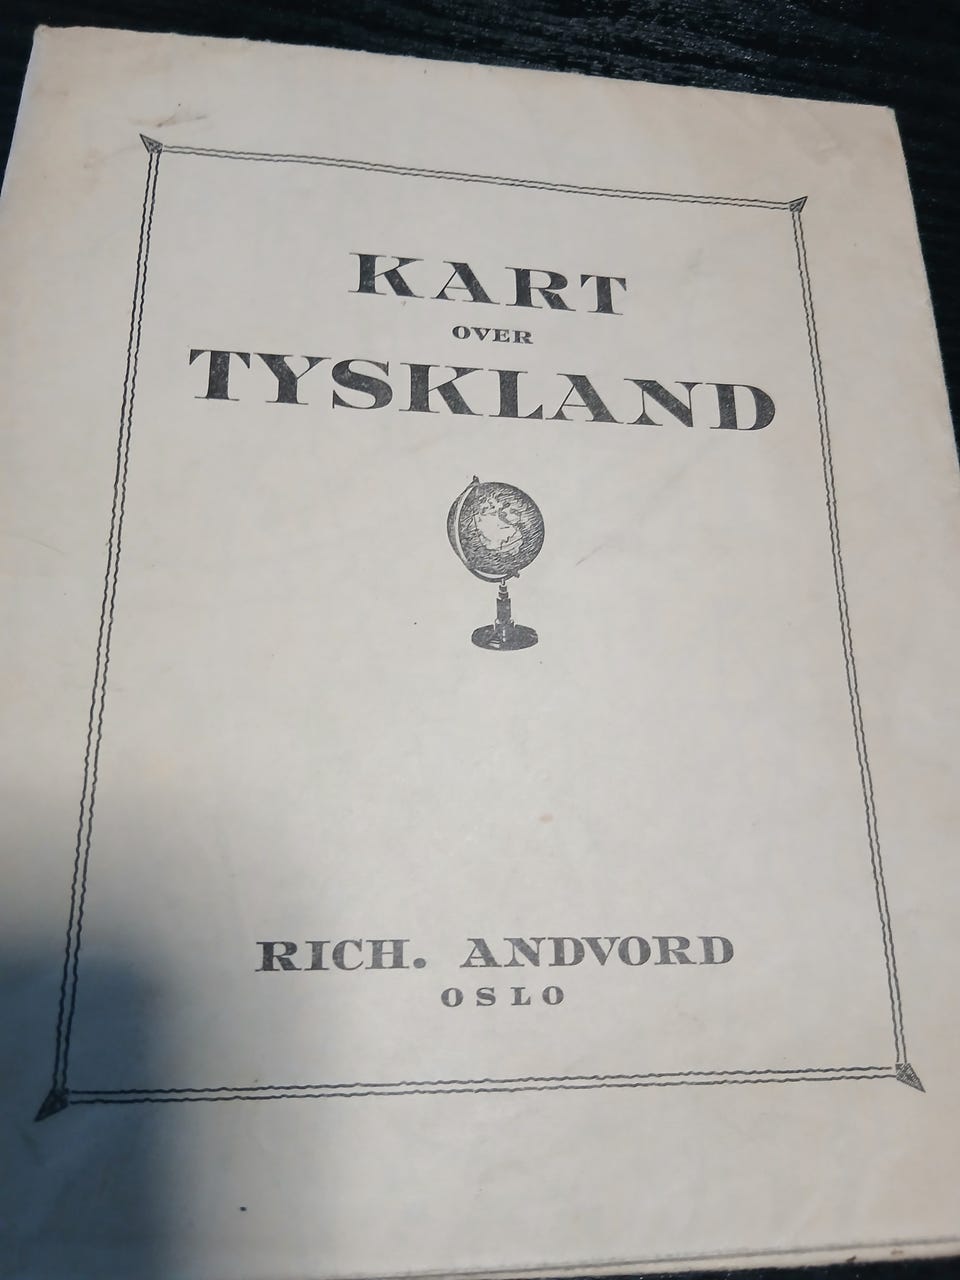 KART
OVER
TYSKLAND
RICH. ANDVORD
OSLO